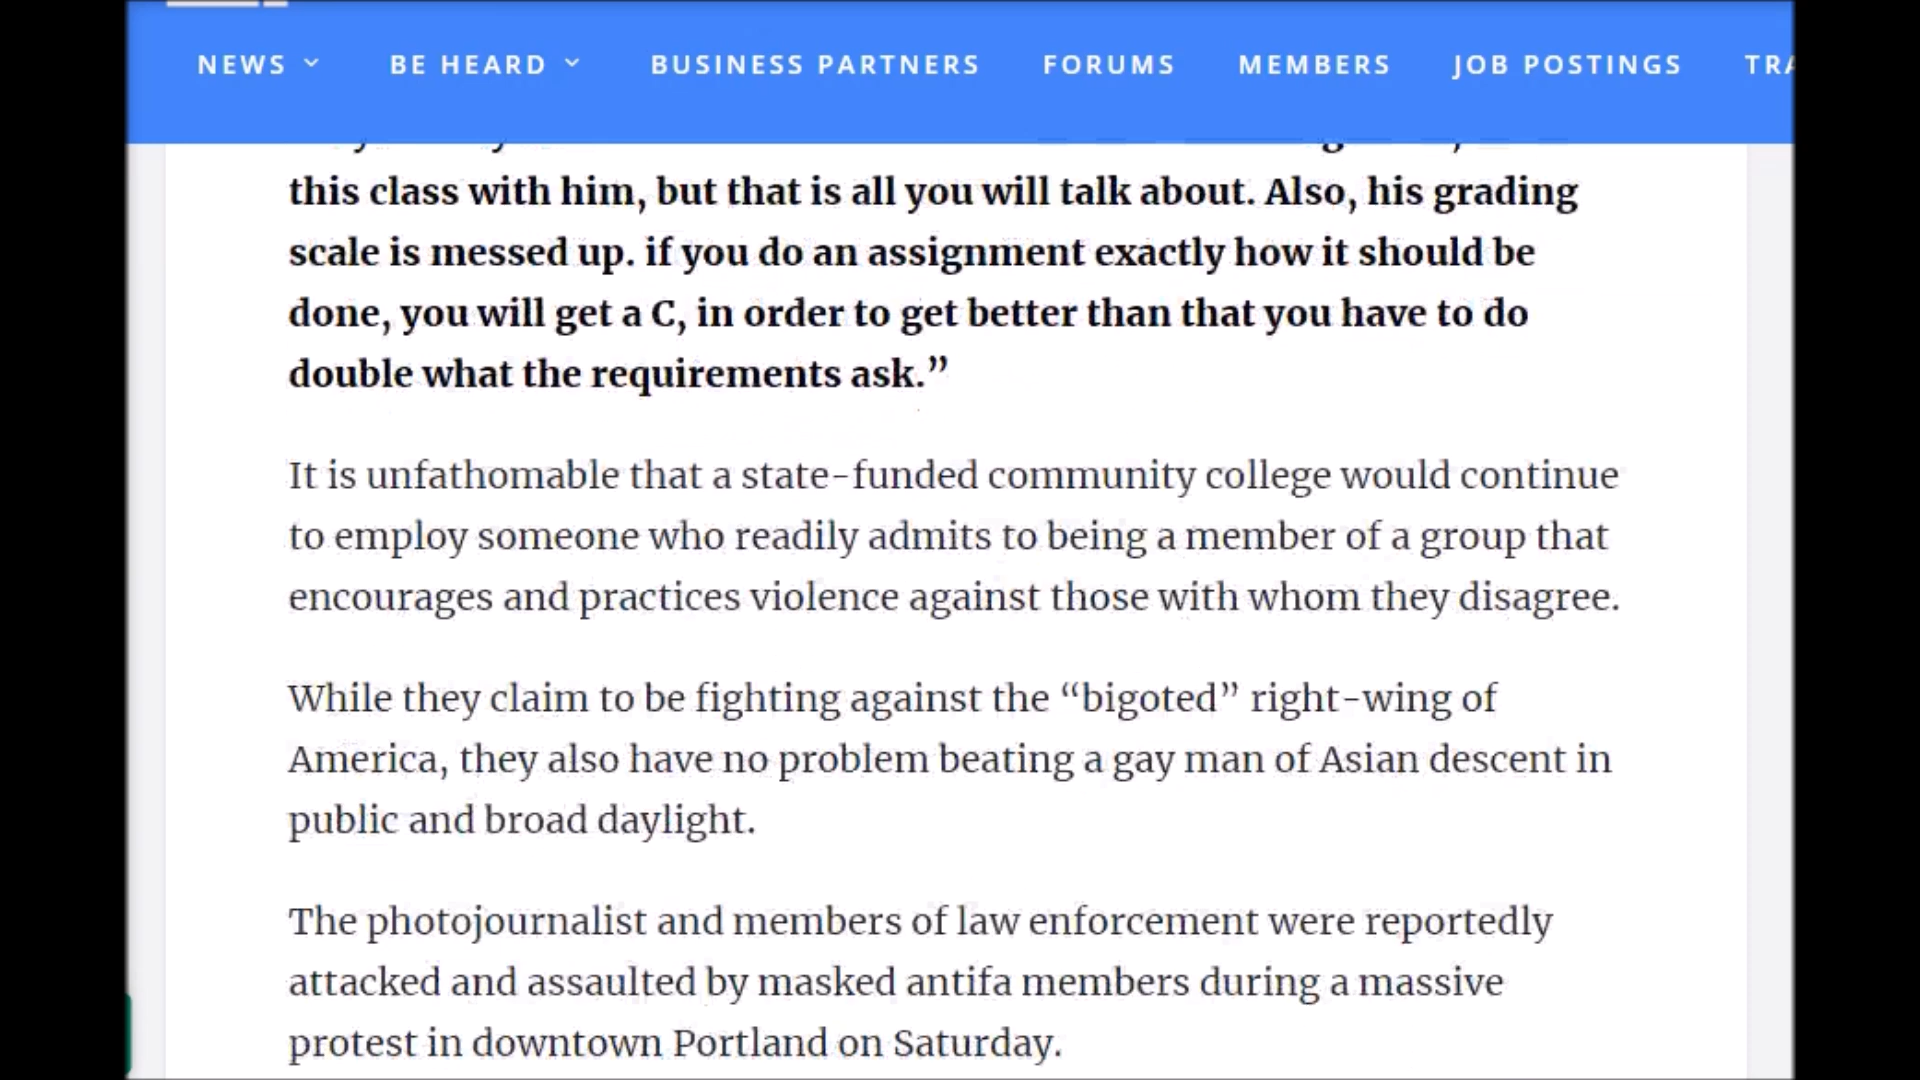 NEWS BE HEARD BUSINESS PARTNERS FORUMS MEMBERS JOB POSTINGS TRA
this class with him, but that is all you will talk about. Also, his grading
scale is messed up. if you do an assignment exactly how it should be
done, you will get a C, in order to get better than that you have to do
double what the requirements ask.”
It is unfathomable that a state-funded community college would continue
to employ someone who readily admits to being a member of a group that
encourages and practices violence against those with whom they disagree.
While they claim to be fighting against the “bigoted” right-wing of
America, they also have no problem beating a gay man of Asian descent in
public and broad daylight.
The photojournalist and members of law enforcement were reportedly
attacked and assaulted by masked antifa members during a massive
protest in downtown Portland on Saturday.